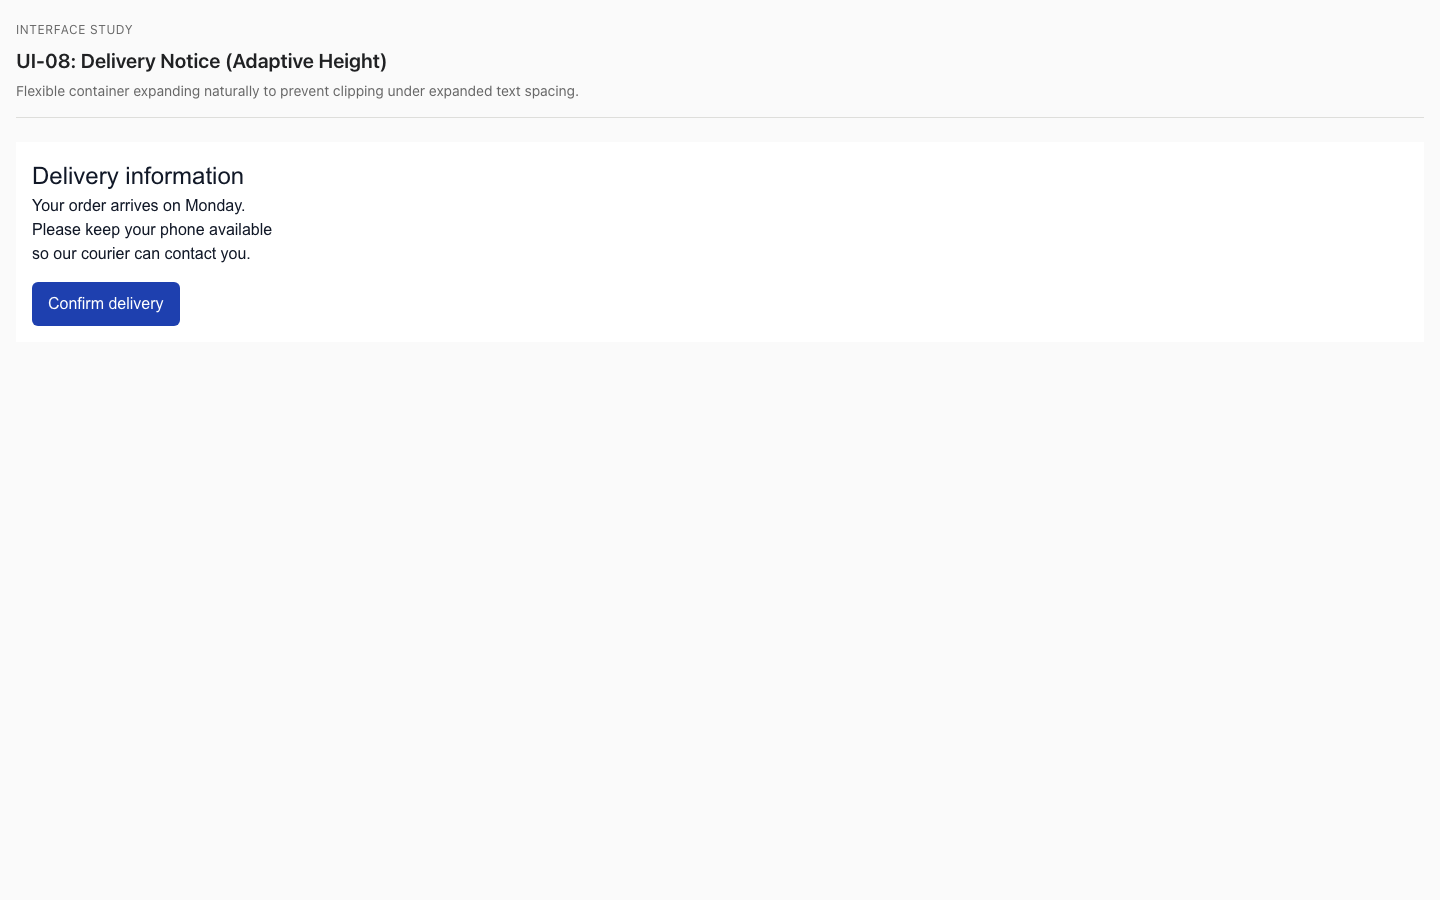 INTERFACE STUDY
UI-08: Delivery Notice (Adaptive Height)
Flexible container expanding naturally to prevent clipping under expanded text spacing.
Delivery information
Your order arrives on Monday.
Please keep your phone available
so our courier can contact you.
Confirm delivery